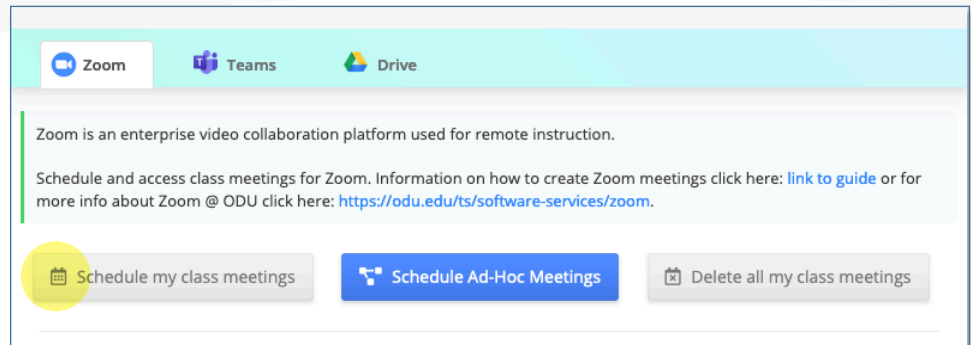 Zoom Teams Drive
Zoom is an enterprise video collaboration platform used for remote instruction.
Schedule and access class meetings for Zoom. Information on how to create Zoom meetings click here: link to guide or for
more info about Zoom @ ODU click here: https://odu.edu/ts/software-services/zoom.
Schedule my class meetings Schedule Ad-Hoc Meetings Delete all my class meetings